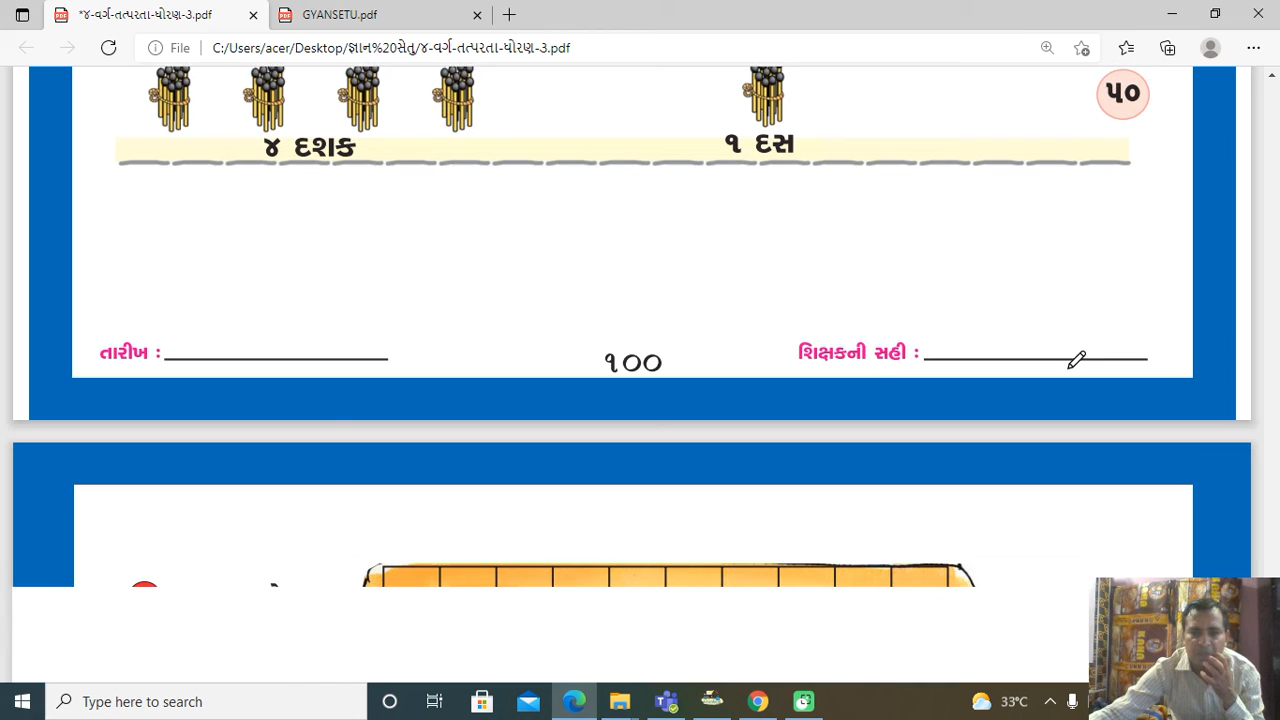 *૪-વર્ગ-તત્પરતા-ધોરણ-3.pdf
GYANSETU.pdf
File
C:/Users/acer/Desktop/જ્ઞાન%20સેતુ/૪-વર્ગ-તત્પરતા-ધોરણ-3.pdf
૫૦
૪ દશક
૧ દસ
તારીખ :
૧૦૦
શિક્ષકની સહી :
Type here to search
33°C